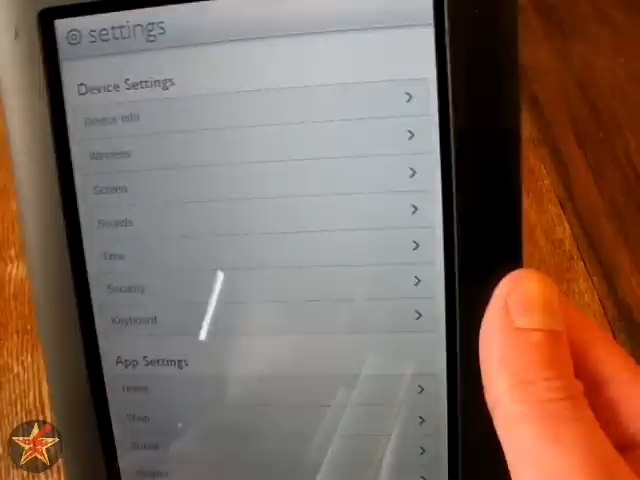 settings
Device Settings
Device Info
Wireless
Screen
Sounds
Time
Security
Keyboard
App Settings
Home
Shop